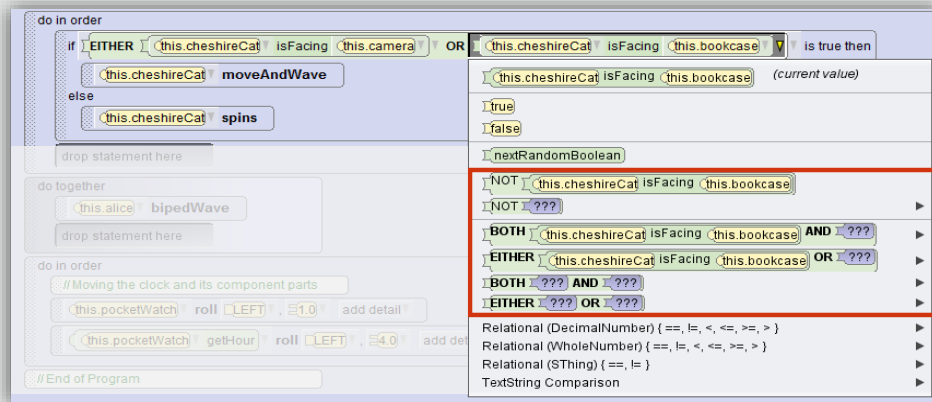 do in order
if EITHER this.cheshireCat isFacing this.camera OR this.cheshireCat isFacing this.bookcase is true then
this.cheshireCat moveAndWave
else
this.cheshireCat spins
drop statement here
do together
this.alice bipedWave
drop statement here
do in order
//Moving the clock and its component parts
this.pocketWatch roll LEFT , 1.0 add detail
this.pocketWatch getHour roll LEFT , 4.0 add det
//End of Program
this.cheshireCat isFacing this.bookcase (current value)
true
false
nextRandomBoolean
NOT this.cheshireCat isFacing this.bookcase
NOT ???
BOTH this.cheshireCat isFacing this.bookcase AND ???
EITHER this.cheshireCat isFacing this.bookcase OR ???
BOTH ??? AND ???
EITHER ??? OR ???
Relational (DecimalNumber) { ==, !=, <, <=, >=, > }
Relational (WholeNumber) { ==, !=, <, <=, >=, > }
Relational (SThing) { ==, != }
TextString Comparison